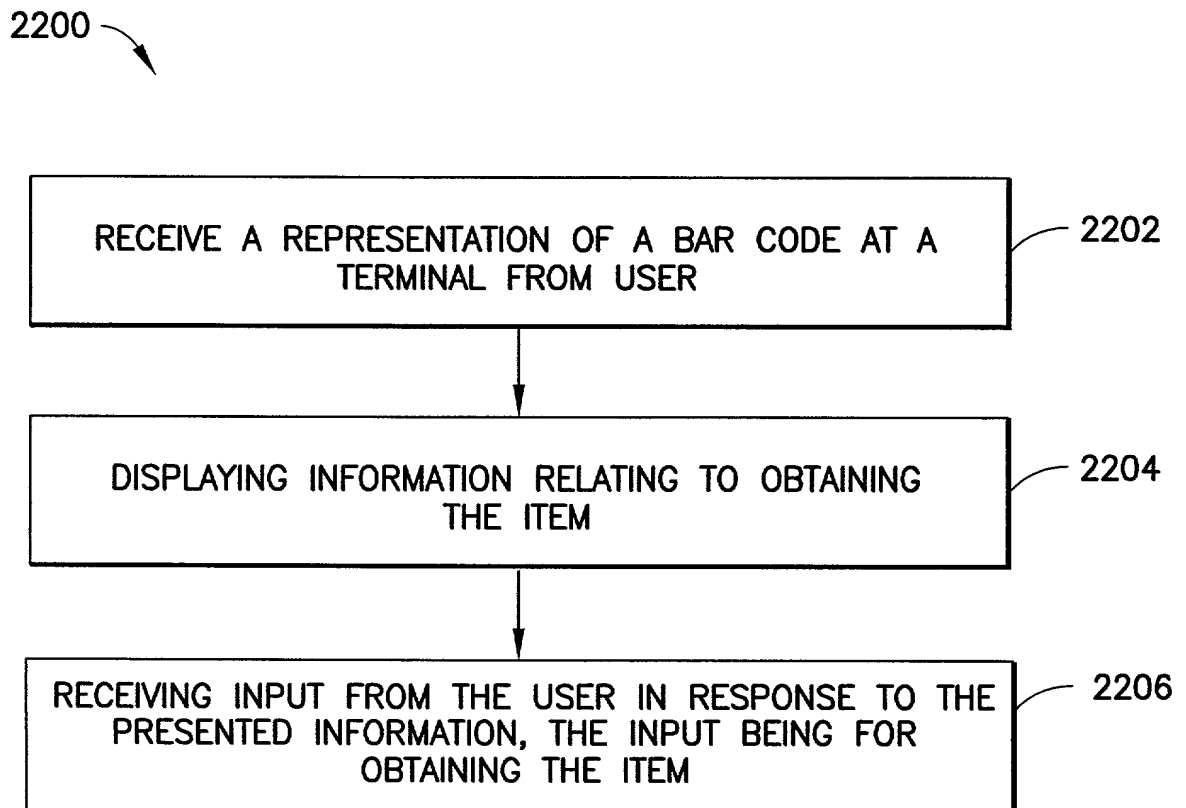 2200
RECEIVE A REPRESENTATION OF A BAR CODE AT A
TERMINAL FROM USER
2202
DISPLAYING INFORMATION RELATING TO OBTAINING
THE ITEM
2204
RECEIVING INPUT FROM THE USER IN RESPONSE TO THE
PRESENTED INFORMATION, THE INPUT BEING FOR
OBTAINING THE ITEM
2206